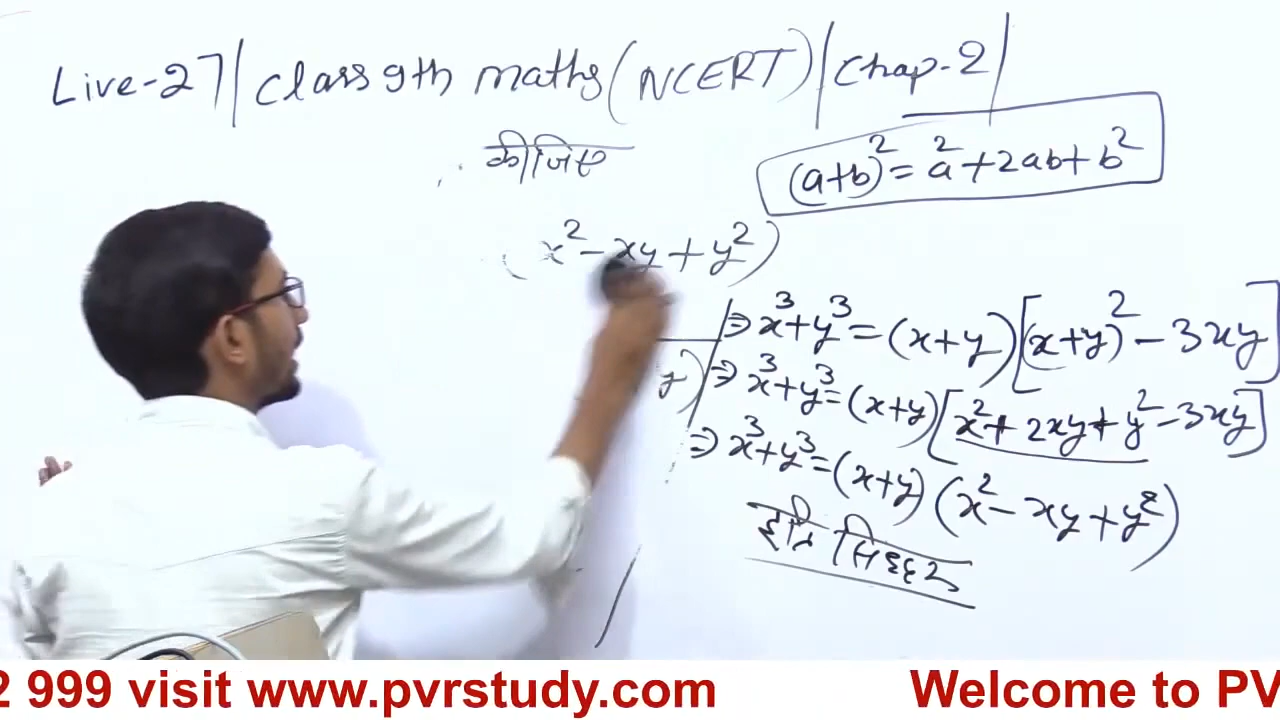 Live-27|class 9th maths (NCERT)|Chap-2|
कीजिए
(a+b)² = a²+2ab+b²
(x²-xy+y²)
⇒ x³+y³=(x+y)[(x+y)²-3xy]
y) ⇒ x³+y³=(x+y)[x²+2xy+y²-3xy]
⇒ x³+y³=(x+y)(x²-xy+y²)
इति सिद्धम्
2 999 visit www.pvrstudy.com Welcome to PV